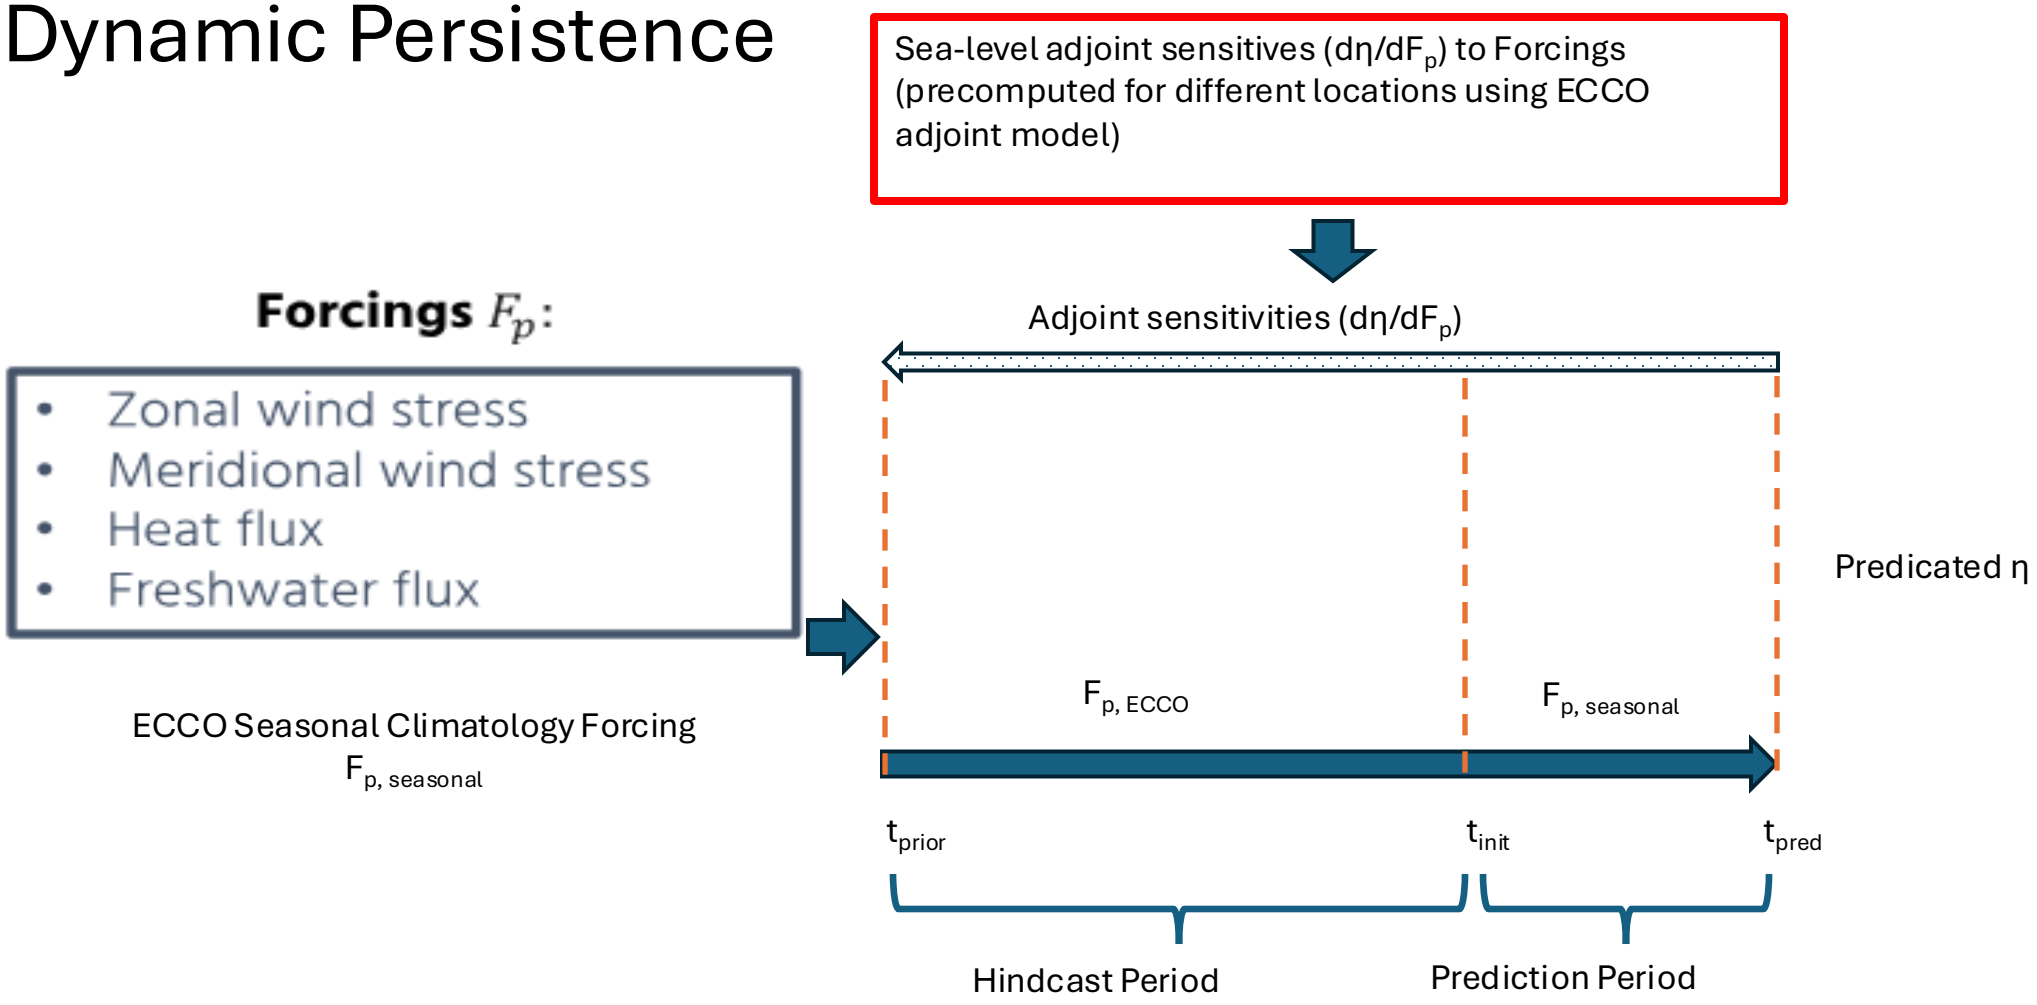 Dynamic Persistence
Sea-level adjoint sensitives (dη/dFp) to Forcings
(precomputed for different locations using ECCO
adjoint model)
Forcings Fp:
• Zonal wind stress
• Meridional wind stress
• Heat flux
• Freshwater flux
ECCO Seasonal Climatology Forcing
Fp, seasonal
Adjoint sensitivities (dη/dFp)
Fp, ECCO
Fp, seasonal
Predicated η
tprior
tinit
tpred
Hindcast Period
Prediction Period